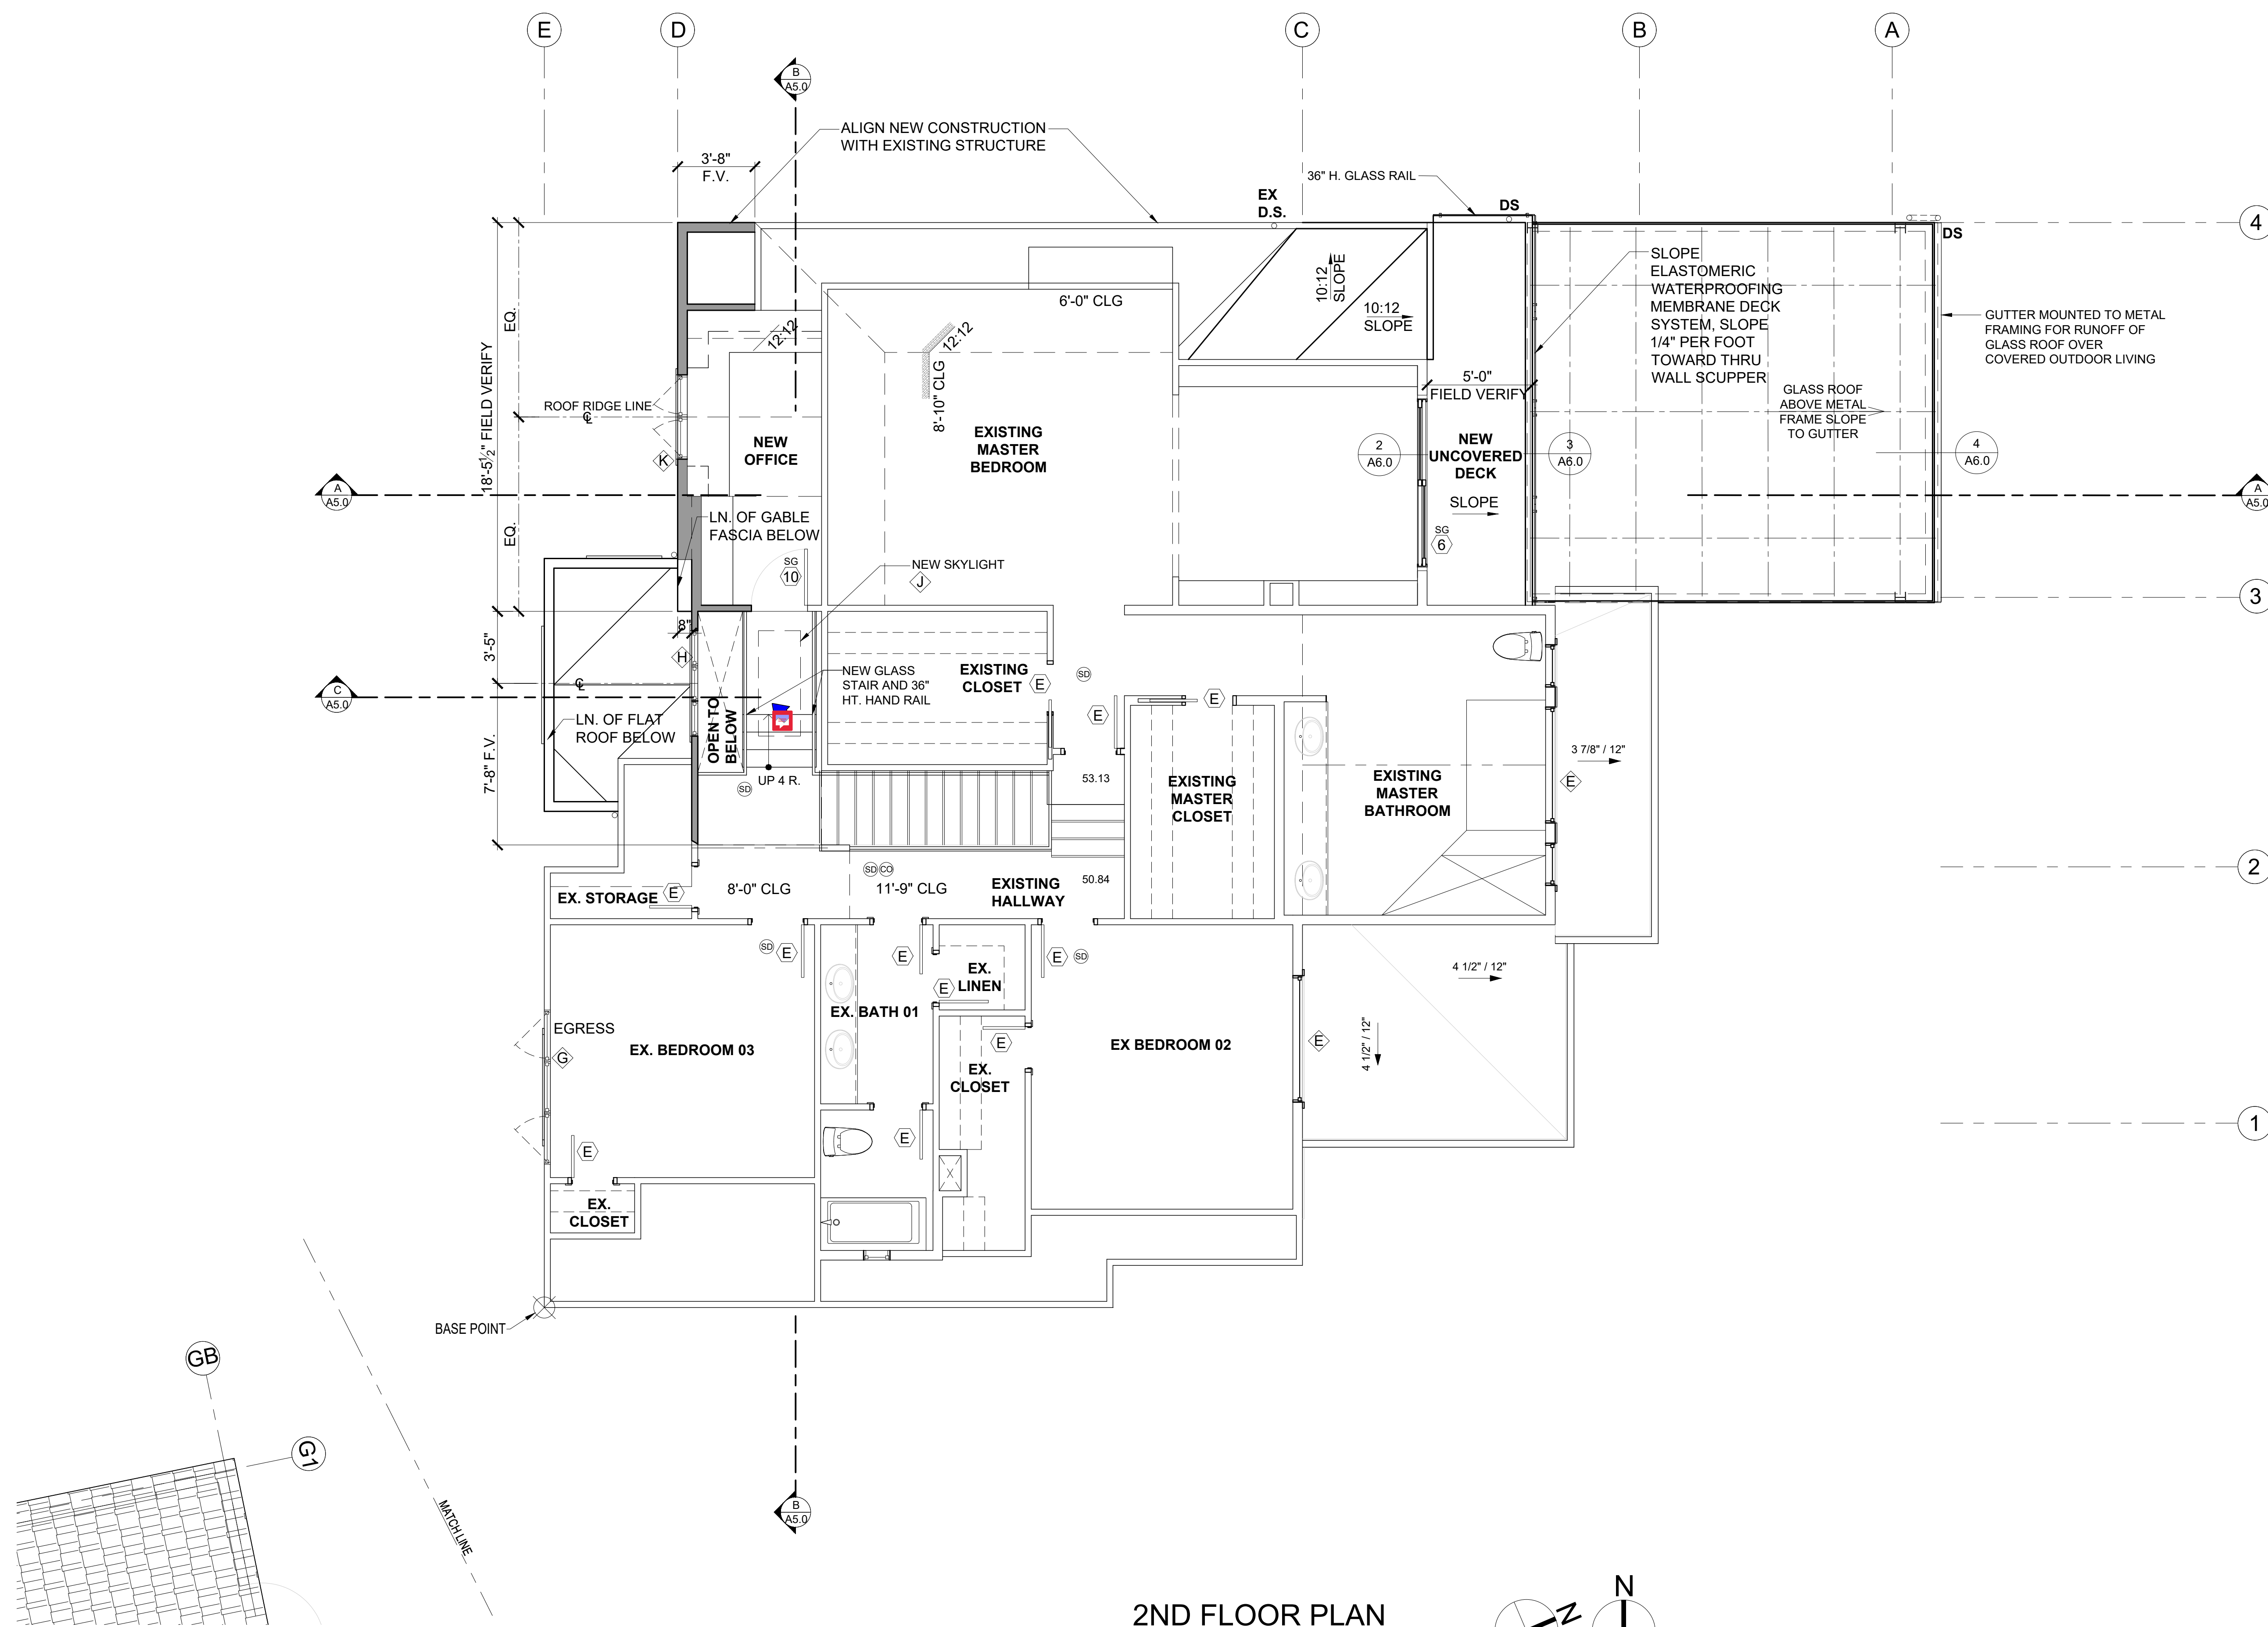 E
D
C
B
A
B
A5.0
ALIGN NEW CONSTRUCTION
WITH EXISTING STRUCTURE
3'-8"
F.V.
36" H. GLASS RAIL
EX
D.S.
DS
4
DS
SLOPE
ELASTOMERIC
WATERPROOFING
MEMBRANE DECK
SYSTEM, SLOPE
1/4" PER FOOT
TOWARD THRU
WALL SCUPPER
10:12
SLOPE
10:12
SLOPE
6'-0" CLG
GUTTER MOUNTED TO METAL
FRAMING FOR RUNOFF OF
GLASS ROOF OVER
COVERED OUTDOOR LIVING
EQ.
12:12
12:12
18'-5½" FIELD VERIFY
8'-10" CLG
5'-0"
FIELD VERIFY
GLASS ROOF
ABOVE METAL
FRAME SLOPE
TO GUTTER
ROOF RIDGE LINE
CL
K
NEW
OFFICE
EXISTING
MASTER
BEDROOM
2
A6.0
NEW
UNCOVERED
DECK
3
A6.0
4
A6.0
A
A5.0
SLOPE
A
A5.0
EQ.
LN. OF GABLE
FASCIA BELOW
SG
6
SG
10
NEW SKYLIGHT
J
3
8"
3'-5"
H
NEW GLASS
STAIR AND 36"
HT. HAND RAIL
EXISTING
CLOSET
E
SD
CL
C
A5.0
E
E
LN. OF FLAT
ROOF BELOW
OPEN TO
BELOW
7'-8" F.V.
UP 4 R.
SD
53.13
EXISTING
MASTER
CLOSET
EXISTING
MASTER
BATHROOM
3 7/8" / 12"
E
2
SD
CO
8'-0" CLG
11'-9" CLG
EXISTING
HALLWAY
50.84
EX. STORAGE
E
SD
E
E
E
SD
EX.
LINEN
E
4 1/2" / 12"
EX. BATH 01
EGRESS
G
EX. BEDROOM 03
E
EX BEDROOM 02
E
4 1/2" / 12"
EX.
CLOSET
1
E
E
EX.
CLOSET
BASE POINT
GB
G1
MATCH LINE
B
A5.0
N
N
2ND FLOOR PLAN